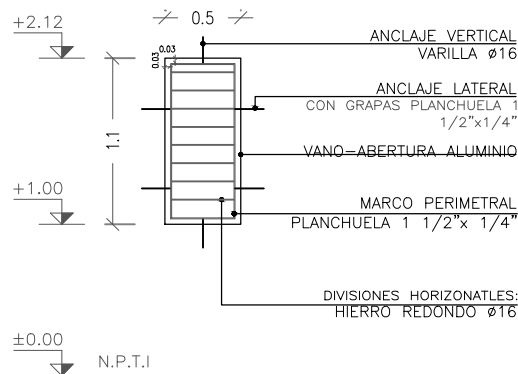 +2.12
0.5
0.03
0.03
1.1
+1.00
±0.00
N.P.T.I
ANCLAJE VERTICAL
VARILLA ø16
ANCLAJE LATERAL
CON GRAPAS PLANCHUELA 1
1/2"x1/4"
VANO-ABERTURA ALUMINIO
MARCO PERIMETRAL
PLANCHUELA 1 1/2"x 1/4"
DIVISIONES HORIZONATLES:
HIERRO REDONDO ø16